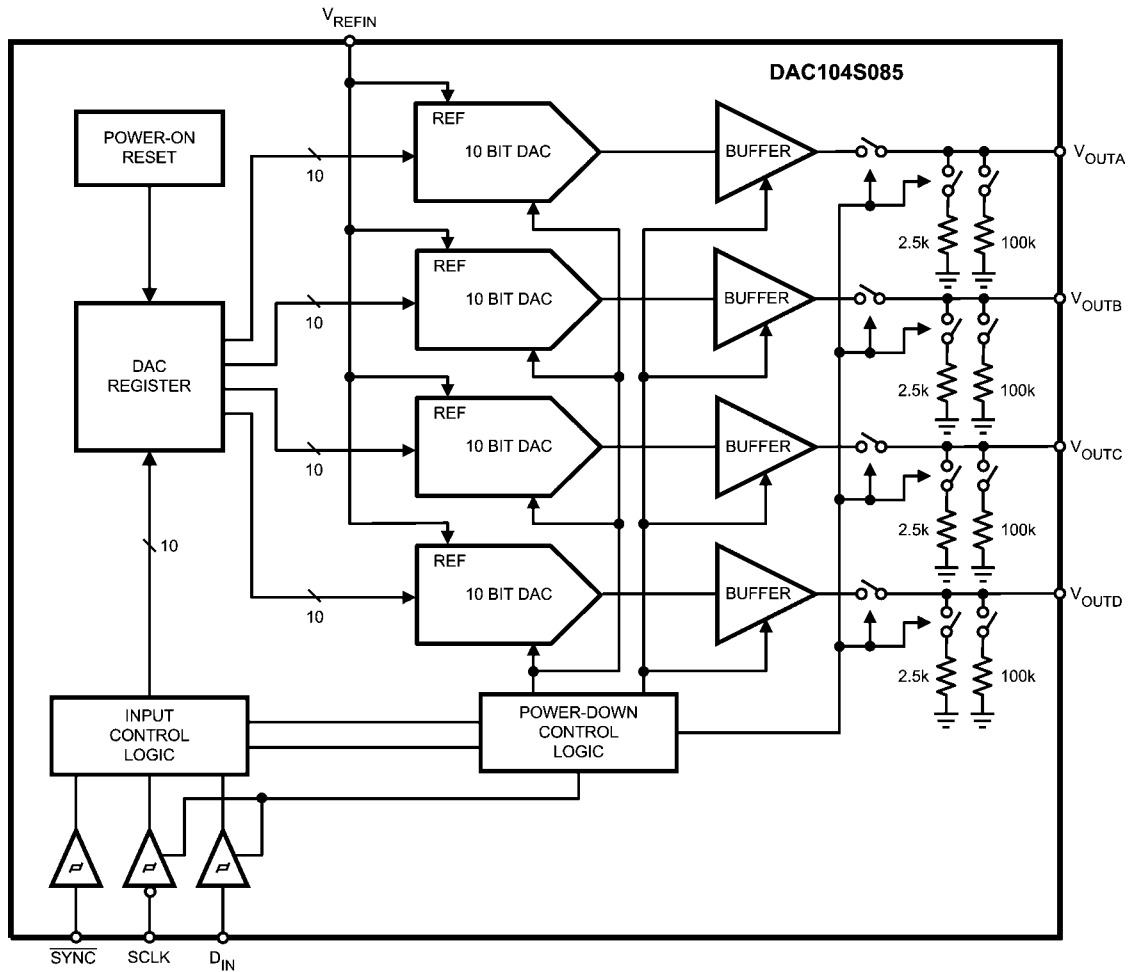 VREFIN
DAC104S085
POWER-ON
RESET
REF
10 BIT DAC
BUFFER
VOUTA
10
2.5k
100k
REF
10 BIT DAC
BUFFER
VOUTB
10
2.5k
100k
DAC
REGISTER
REF
10 BIT DAC
BUFFER
VOUTC
10
2.5k
100k
10
REF
10 BIT DAC
BUFFER
VOUTD
10
2.5k
100k
INPUT
CONTROL
LOGIC
POWER-DOWN
CONTROL
LOGIC
SYNC
SCLK
DIN